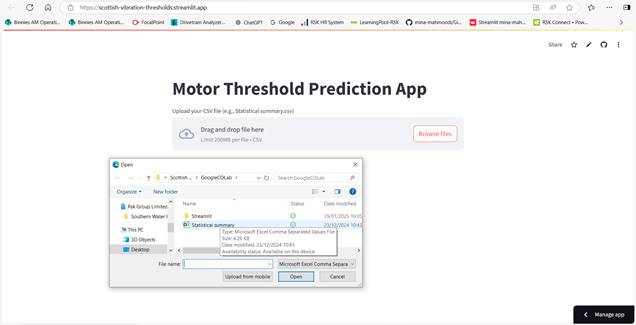 https://scottish-vibration-thresholds.streamlit.app
Binnies AM Operation... Binnies AM Operation... FocalPoint Drivetrain Analyzer... ChatGPT Google RSK HR System LearningPool-RSK mina-mahmoodi/Gi... Streamlit mina-mah... RSK Connect • Pow...
Share
Motor Threshold Prediction App
Upload your CSV file (e.g., Statistical summary.csv)
Drag and drop file here
Limit 200MB per file • CSV
Browse files
Open
Scottish ... > GoogleCOLab >
Search GoogleCOLab
Organize New folder
Rsk Group Limited
Southern Water
This PC
3D Objects
Desktop
Name Status Date modified
Streamlit 29/01/2025 16:05
Statistical summary 23/12/2024 10:43
Type: Microsoft Excel Comma Separated Values File
Size: 4.26 KB
Date modified: 23/12/2024 10:43
Availability status: Available on this device
File name: Microsoft Excel Comma Separa
Upload from mobile Open Cancel
Manage app